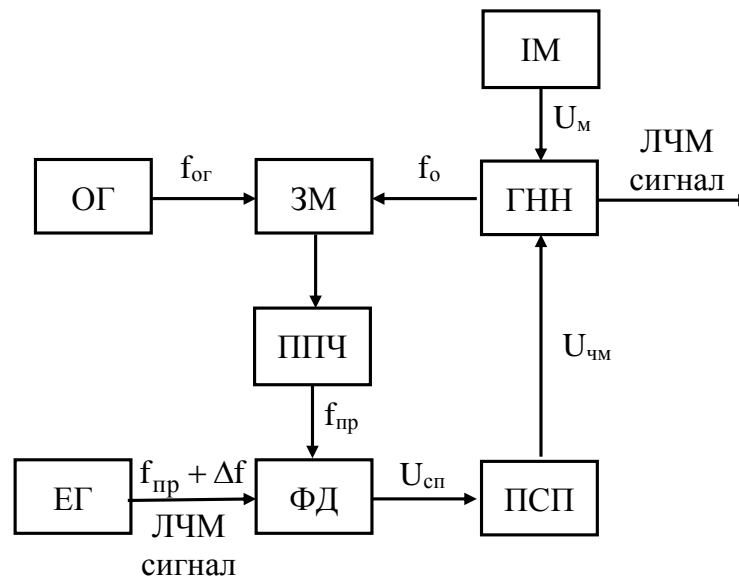 ІМ
Uм
ЛЧМ
сигнал
fог
fо
ОГ
ЗМ
ГНН
ППЧ
Uчм
fпр
fпр + Δf
Uсп
ЕГ
ФД
ПСП
ЛЧМ
сигнал